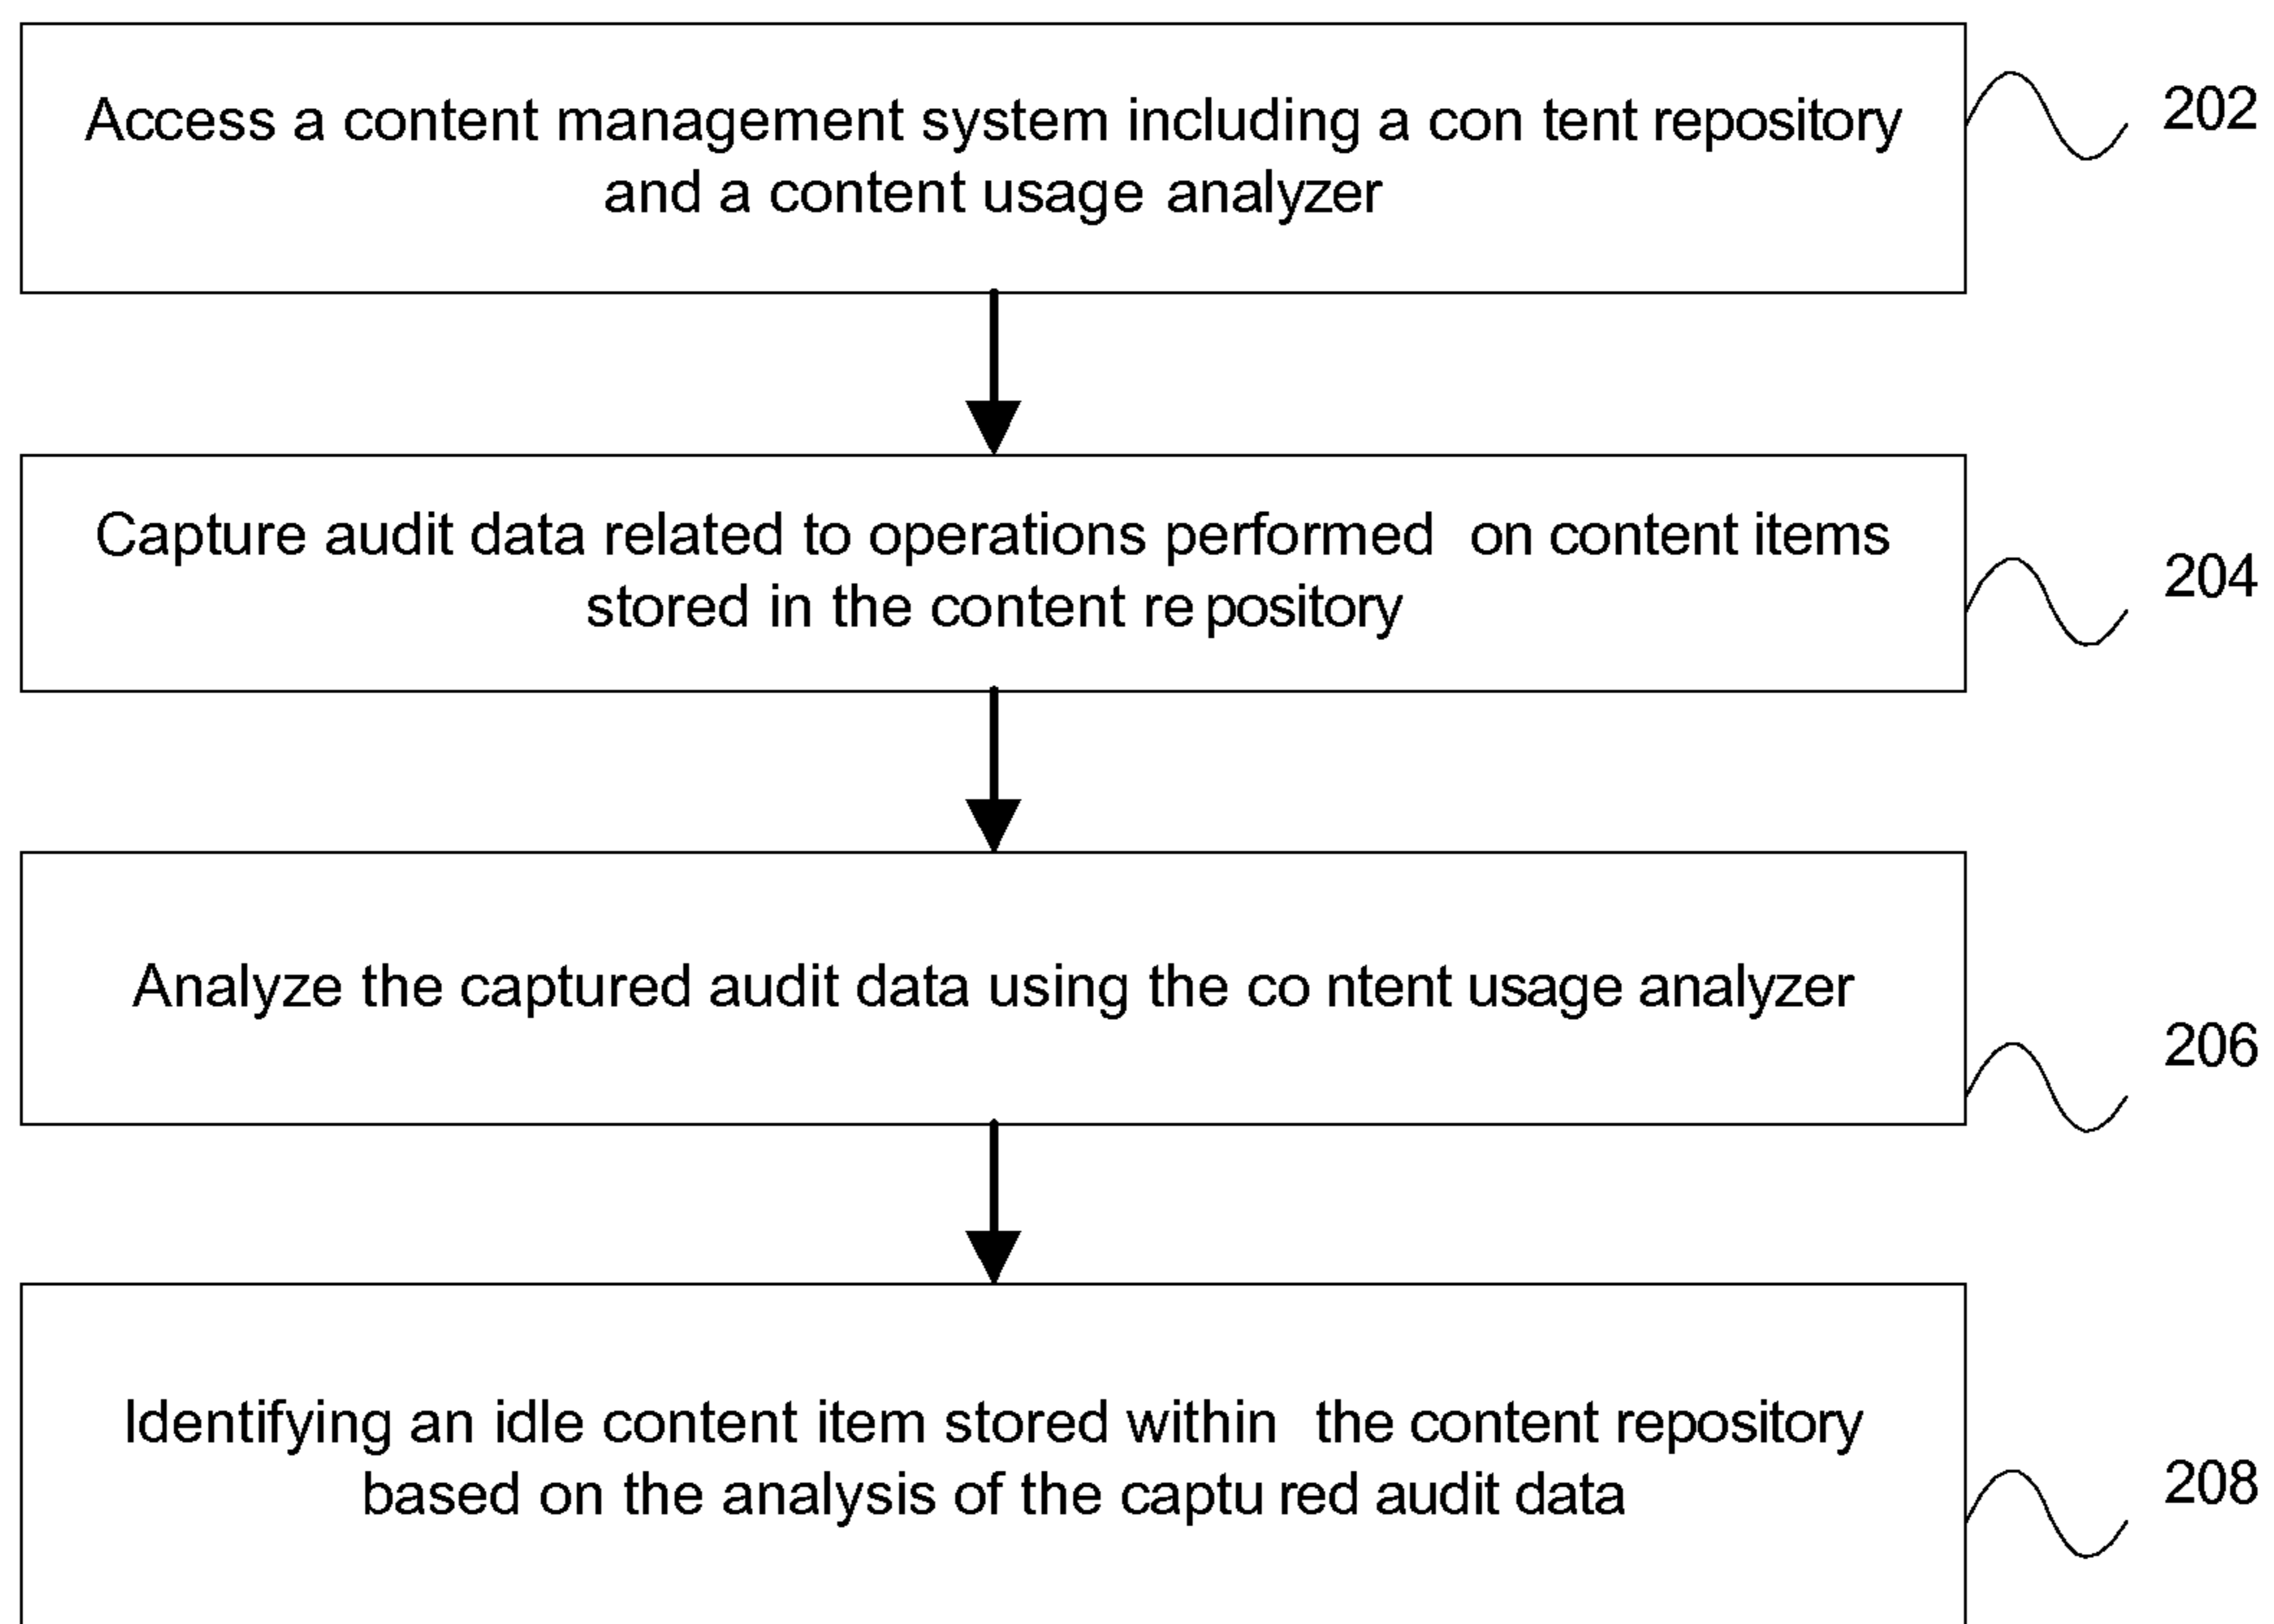 Access a content management system including a con tent repository
and a content usage analyzer
202
Capture audit data related to operations performed on content items
stored in the content re pository
204
Analyze the captured audit data using the co ntent usage analyzer
206
Identifying an idle content item stored within the content repository
based on the analysis of the captu red audit data
208